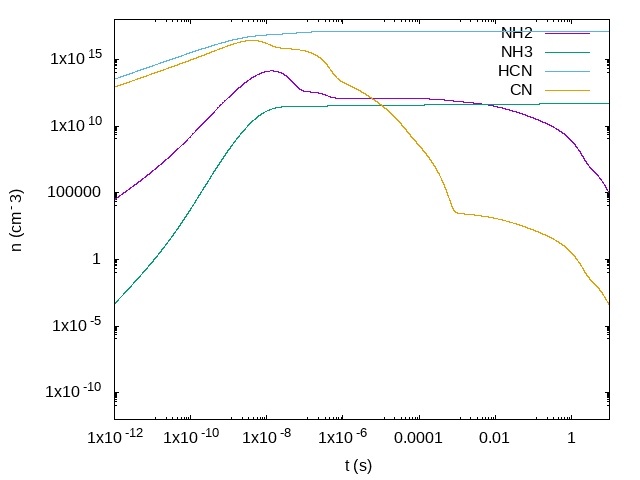 NH2
NH3
HCN
CN
1x10^15
1x10^10
100000
1
1x10^-5
1x10^-10
n (cm^-3)
1x10^-12 1x10^-10 1x10^-8 1x10^-6 0.0001 0.01 1
t (s)